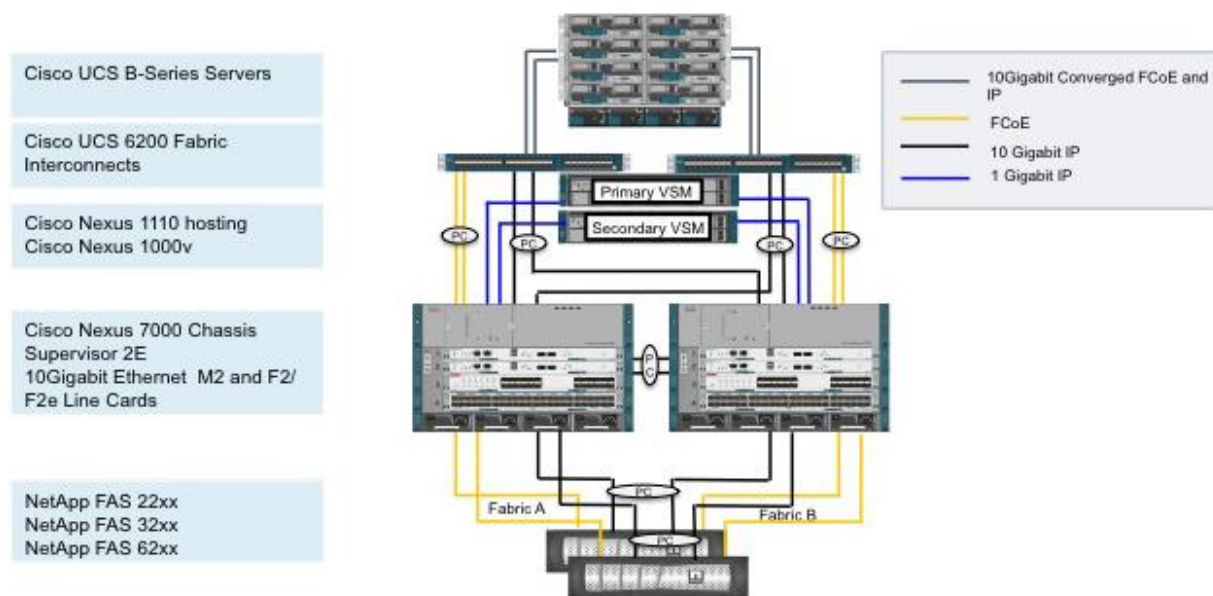 Cisco UCS B-Series Servers
Cisco UCS 6200 Fabric
Interconnects
Cisco Nexus 1110 hosting
Cisco Nexus 1000v
Cisco Nexus 7000 Chassis
Supervisor 2E
10Gigabit Ethernet M2 and F2/
F2e Line Cards
NetApp FAS 22xx
NetApp FAS 32xx
NetApp FAS 62xx
Primary VSM
Secondary VSM
PC
PC
PC
PC
P
C
PC
Fabric A
Fabric B
PC
10Gigabit Converged FCoE and
IP
FCoE
10 Gigabit IP
1 Gigabit IP